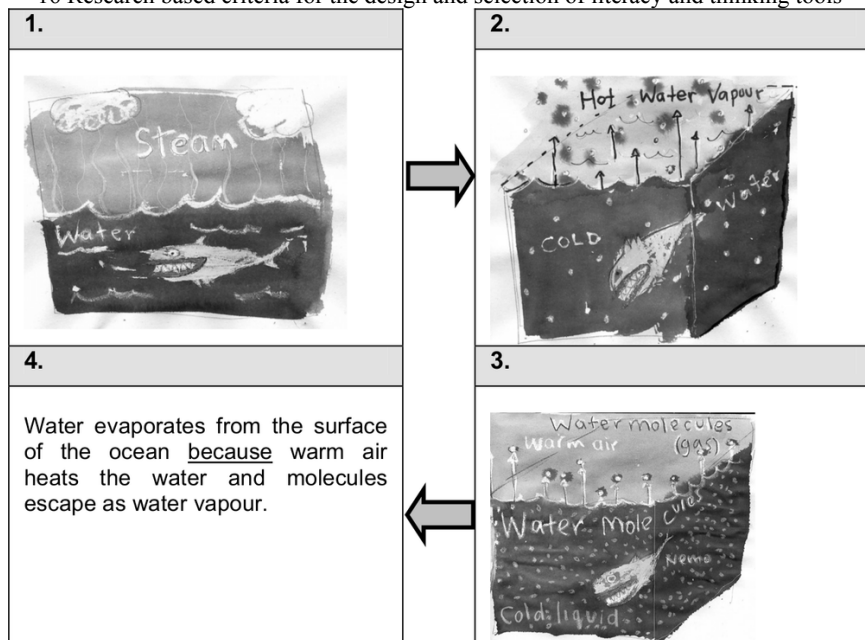 10 Research-based criteria for the design and selection of literacy and thinking tools
1.
Steam
Water
2.
Hot Water Vapour
Water
COLD
3.
Water molecules
(gas)
Warm air
Water Molecules
Nemo
Cold liquid
4.
Water evaporates from the surface
of the ocean because warm air
heats the water and molecules
escape as water vapour.